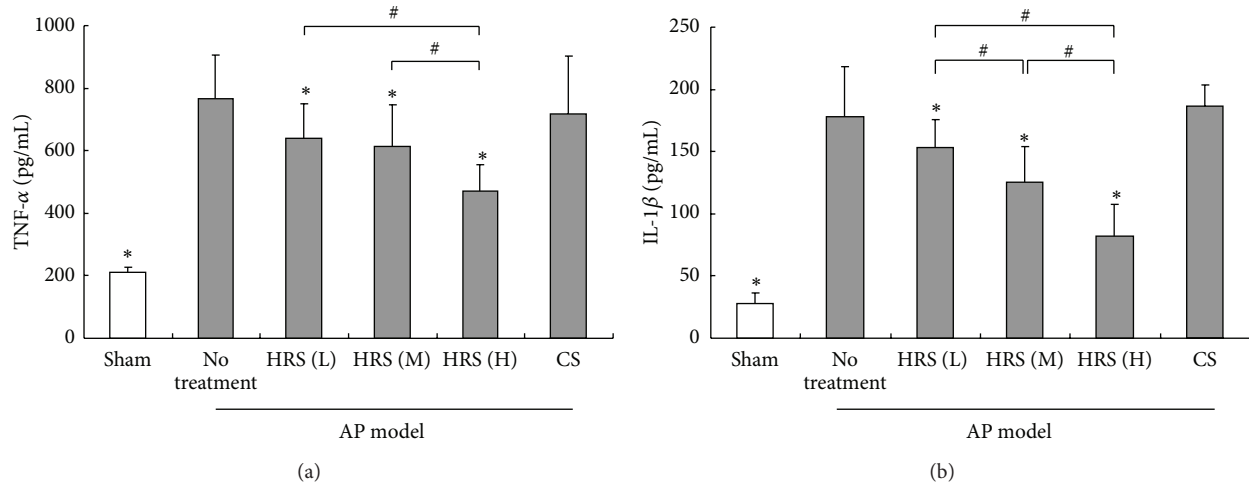 TNF-α (pg/mL)
1000
800
600
400
200
0
#
#
*
*
*
*
Sham
No treatment
HRS (L)
HRS (M)
HRS (H)
CS
AP model
(a)
IL-1β (pg/mL)
250
200
150
100
50
0
#
#
#
*
*
*
*
Sham
No treatment
HRS (L)
HRS (M)
HRS (H)
CS
AP model
(b)